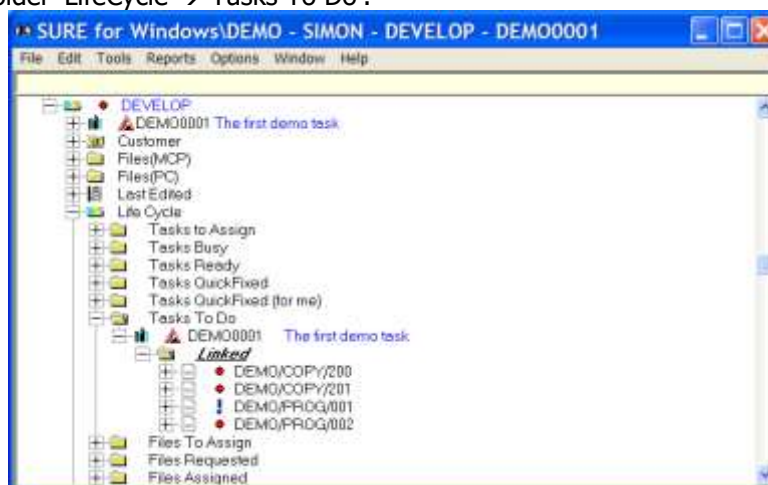 older 'LifeCycle → Tasks To Do'.
SURE for Windows\DEMO - SIMON - DEVELOP - DEMO0001
File Edit Tools Reports Options Window Help
DEVELOP
DEMO0001 The first demo task
Customer
Files(MCP)
Files(PC)
Last Edited
Life Cycle
Tasks to Assign
Tasks Busy
Tasks Ready
Tasks QuickFixed
Tasks QuickFixed (for me)
Tasks To Do
DEMO0001 The first demo task
Linked
DEMO/COPY/200
DEMO/COPY/201
DEMO/PROG/001
DEMO/PROG/002
Files To Assign
Files Requested
Files Assigned